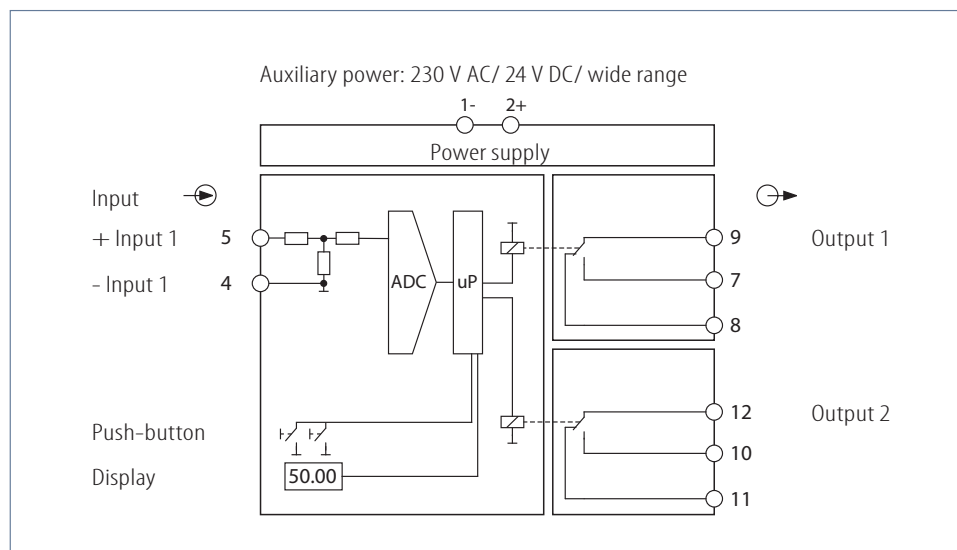 Auxiliary power: 230 V AC/ 24 V DC/ wide range
1- 2+
Power supply
Input
+ Input 1 5
- Input 1 4
ADC
uP
9 Output 1
7
8
12 Output 2
10
11
Push-button
Display
50.00